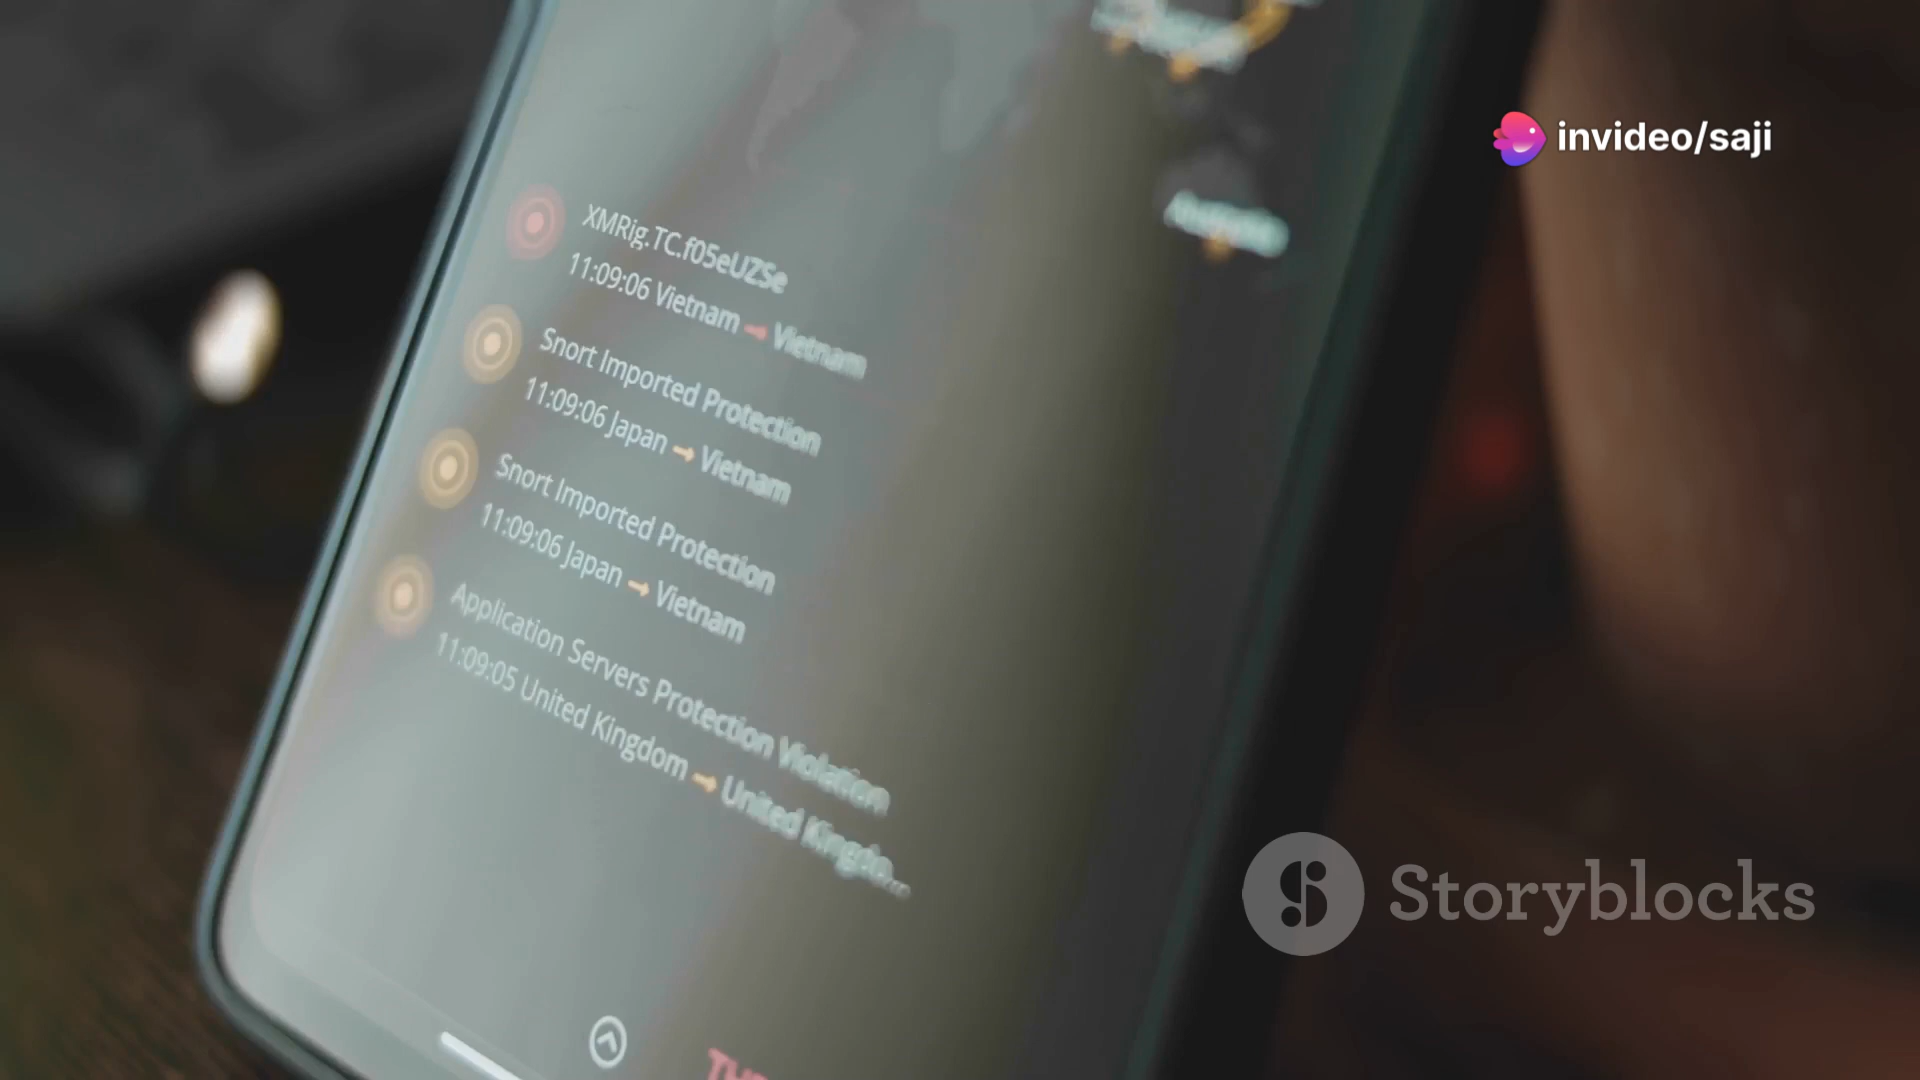 invideo/saji
XMRig.TC.f05eUZSe
11:09:06 Vietnam → Vietnam
Snort Imported Protection
11:09:06 Japan → Vietnam
Snort Imported Protection
11:09:06 Japan → Vietnam
Application Servers Protection Violation
11:09:05 United Kingdom → United Kingdo...
Storyblocks